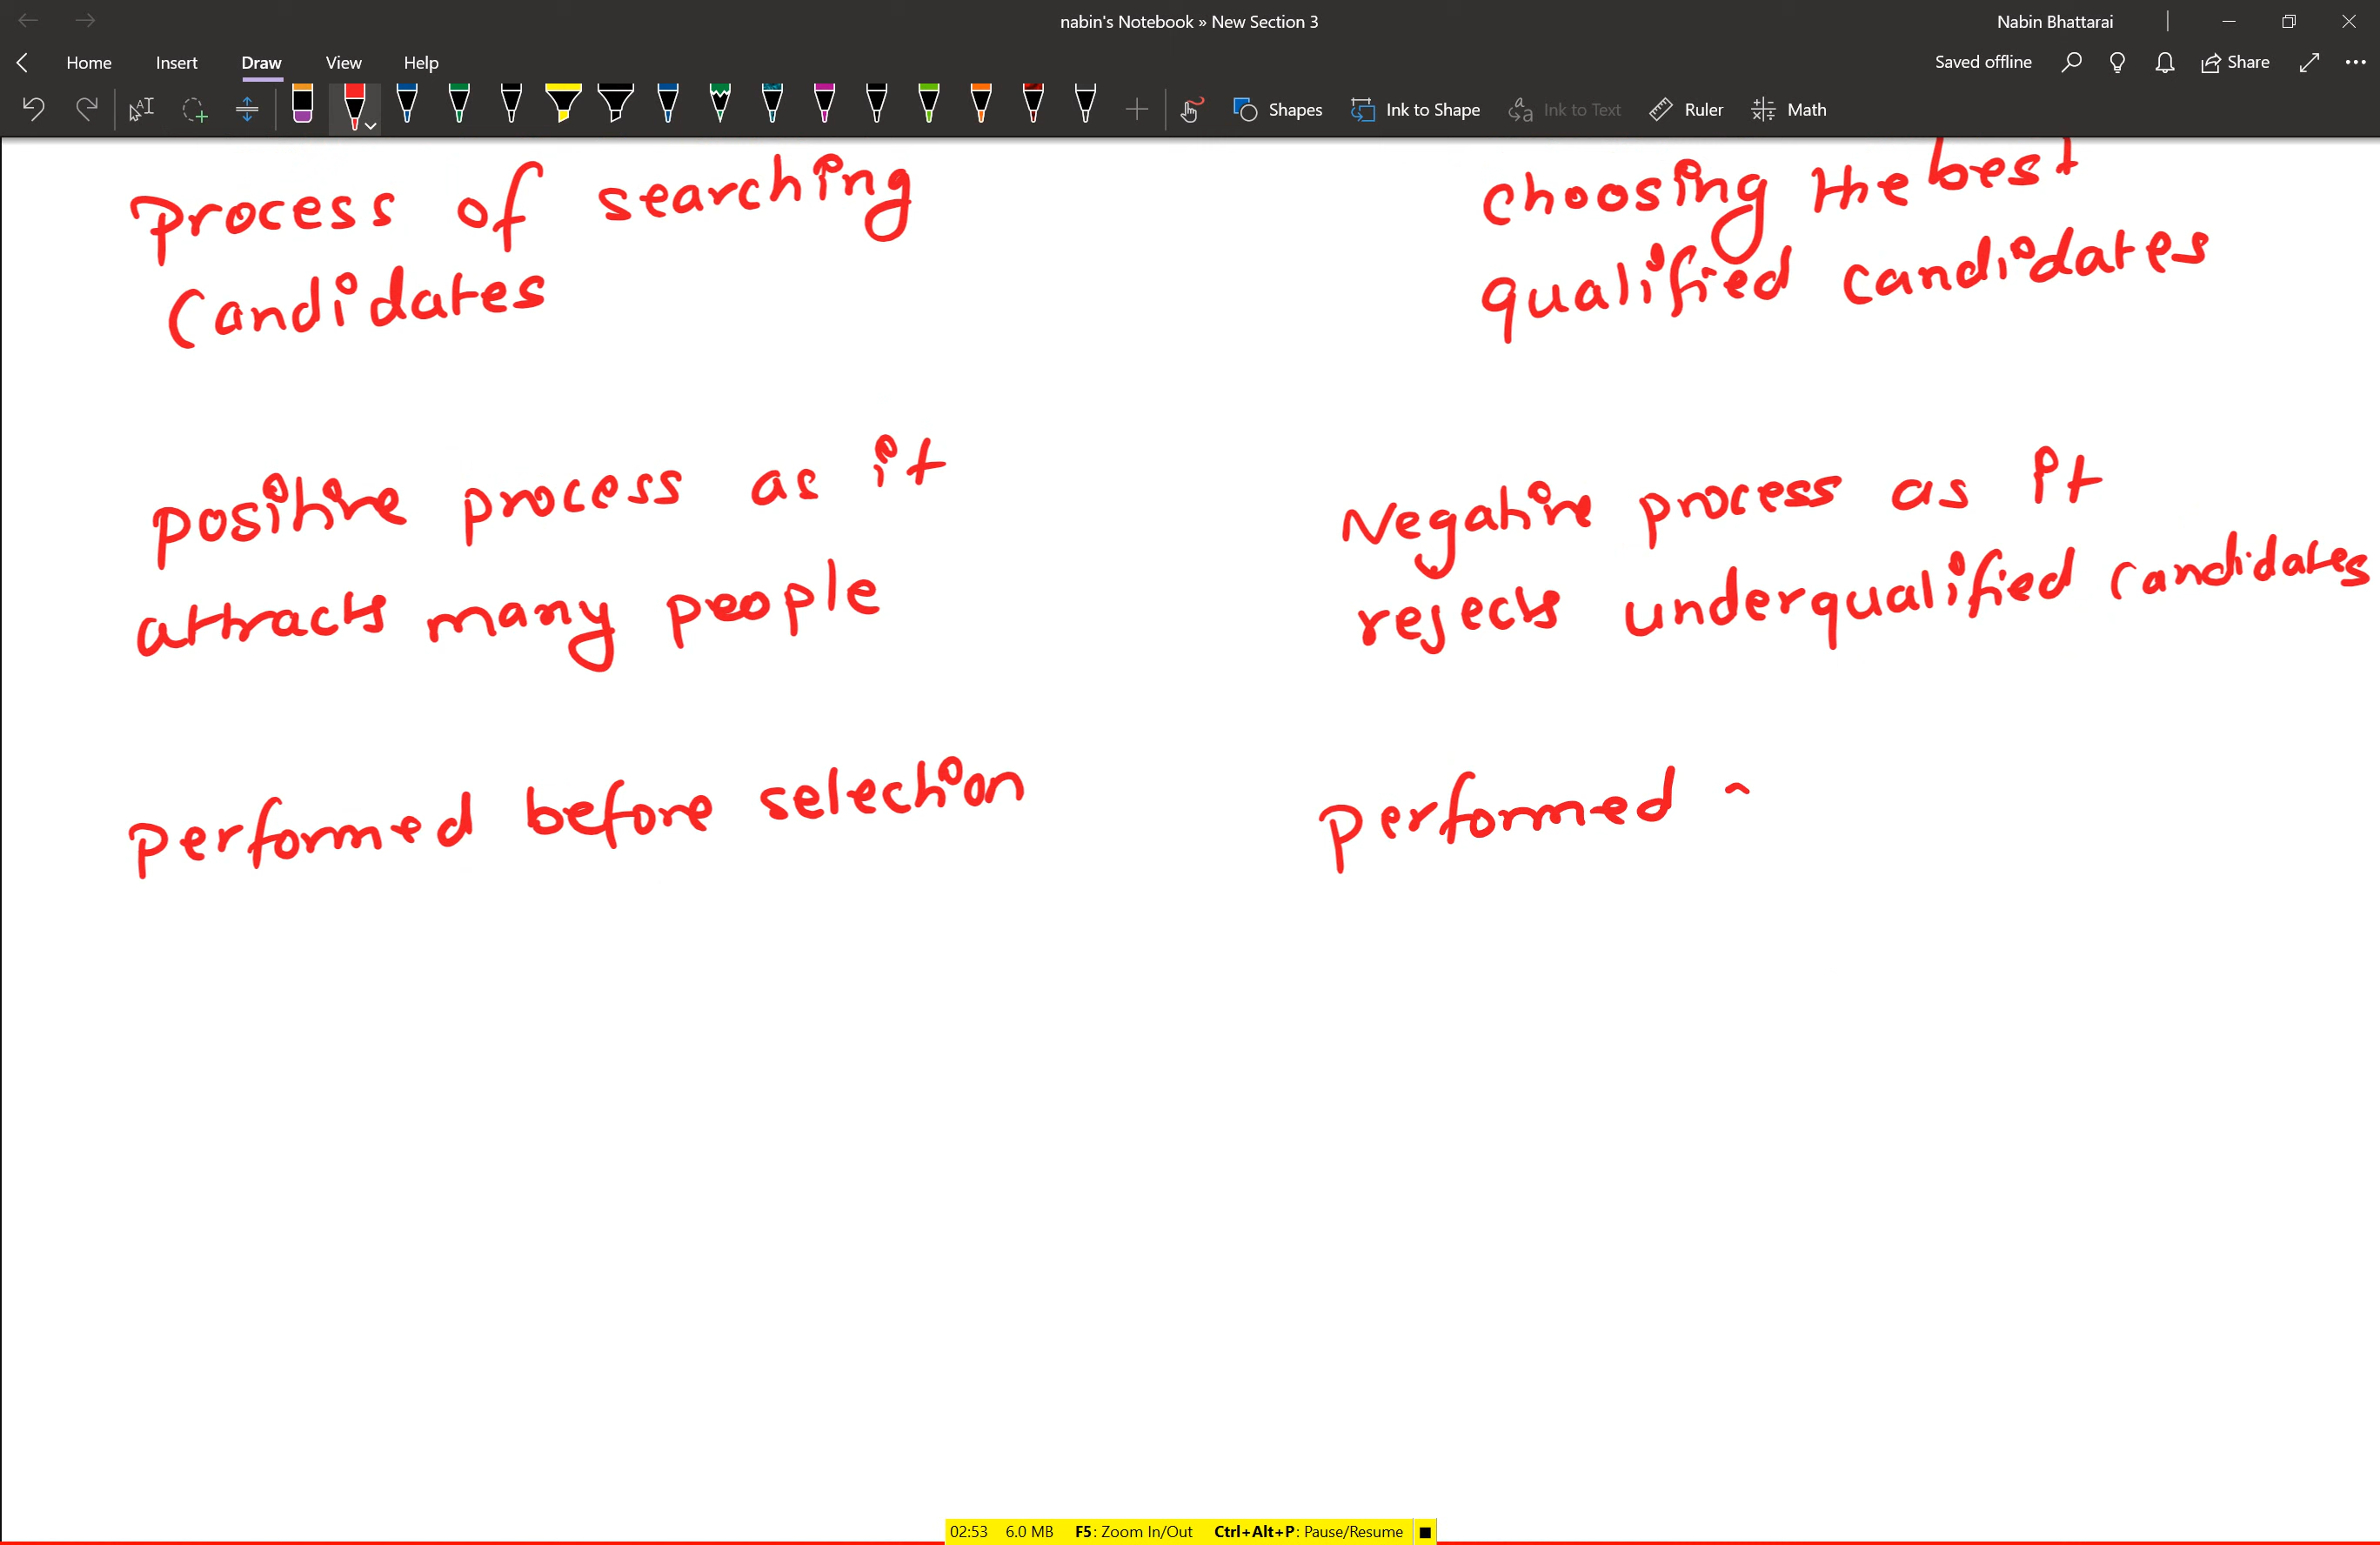 nabin's Notebook » New Section 3
Nabin Bhattarai
Home Insert Draw View Help
Saved offline Share
Shapes Ink to Shape Ink to Text Ruler Math
process of searching
candidates
choosing the best
qualified candidates
positive process as it
attracts many people
Negative process as it
rejects underqualified candidates
performed before selection
performed
02:53 6.0 MB F5: Zoom In/Out Ctrl+Alt+P: Pause/Resume